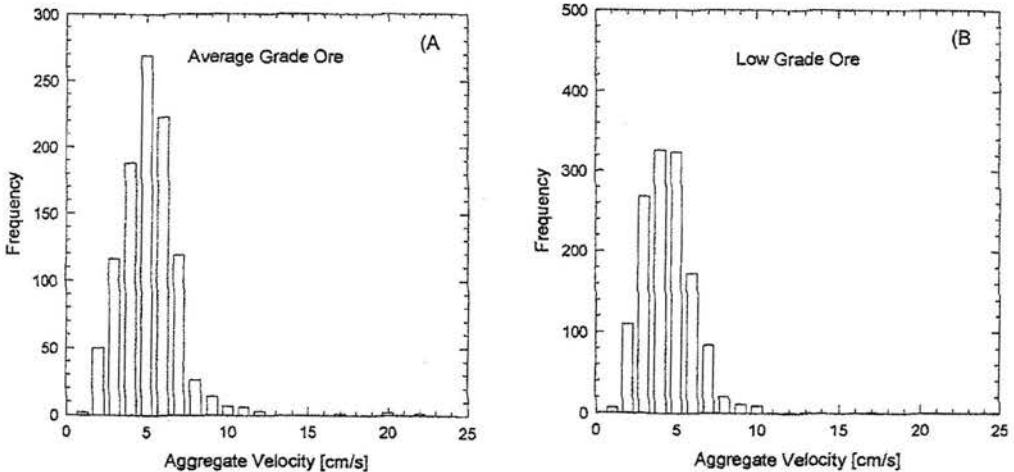 (A
Average Grade Ore
300
250
200
150
100
50
0
Frequency
0 5 10 15 20 25
Aggregate Velocity [cm/s]
(B
Low Grade Ore
500
400
300
200
100
0
Frequency
0 5 10 15 20 25
Aggregate Velocity [cm/s]